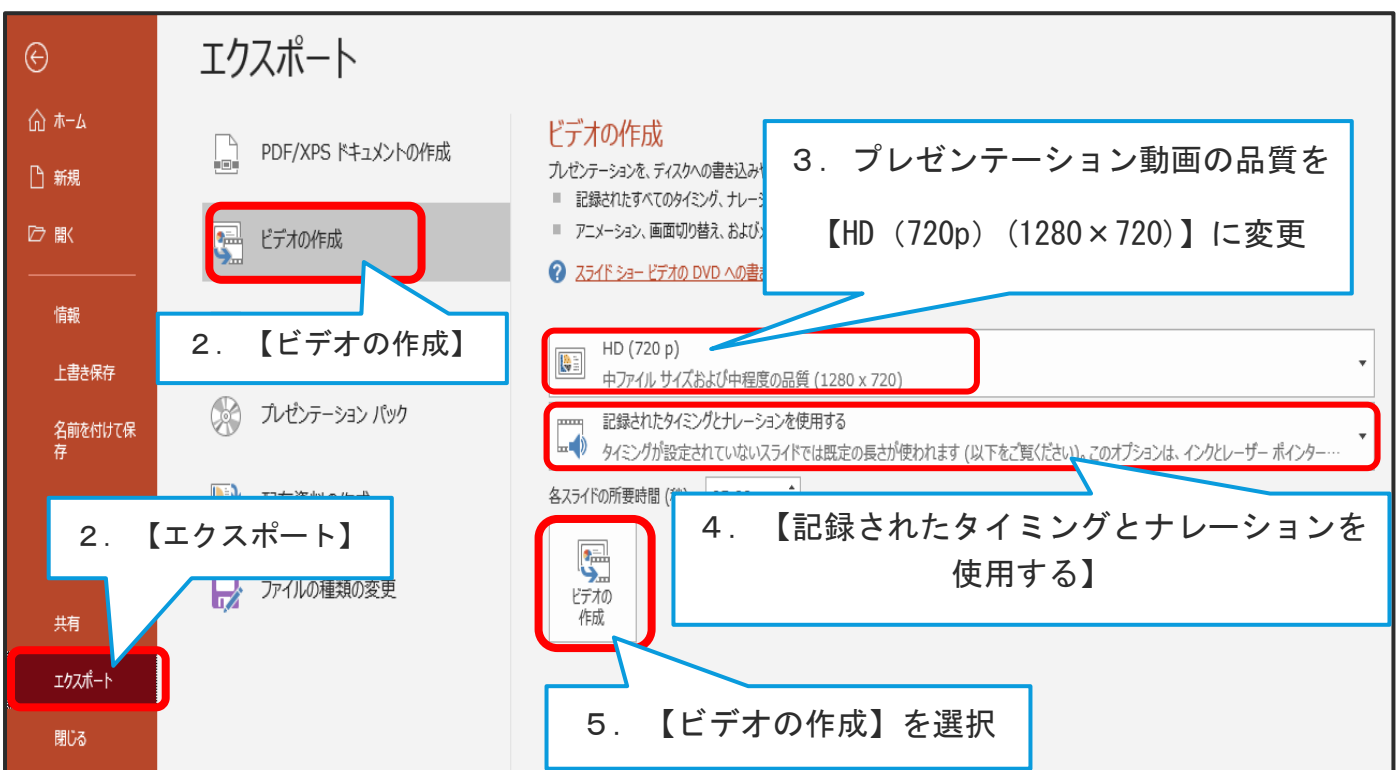 エクスポート
ホーム
新規
開く
情報
上書き保存
名前を付けて保
存
共有
エクスポート
閉じる
PDF/XPS ドキュメントの作成
ビデオの作成
プレゼンテーション パック
ファイルの種類の変更
2. 【ビデオの作成】
2. 【エクスポート】
ビデオの作成
プレゼンテーションを、ディスクへの書き込み
記録されたすべてのタイミング、ナレー
アニメーション、画面切り替え、および
スライド ショー ビデオの DVD への書
3. プレゼンテーション動画の品質を
【HD (720p) (1280×720)】に変更
HD (720 p)
中ファイル サイズおよび中程度の品質 (1280 x 720)
記録されたタイミングとナレーションを使用する
タイミングが設定されていないスライドでは既定の長さが使われます (以下をご覧ください)。このオプションは、インクとレーザー ポインター…
各スライドの所要時間
4. 【記録されたタイミングとナレーションを
使用する】
ビデオの
作成
5. 【ビデオの作成】を選択